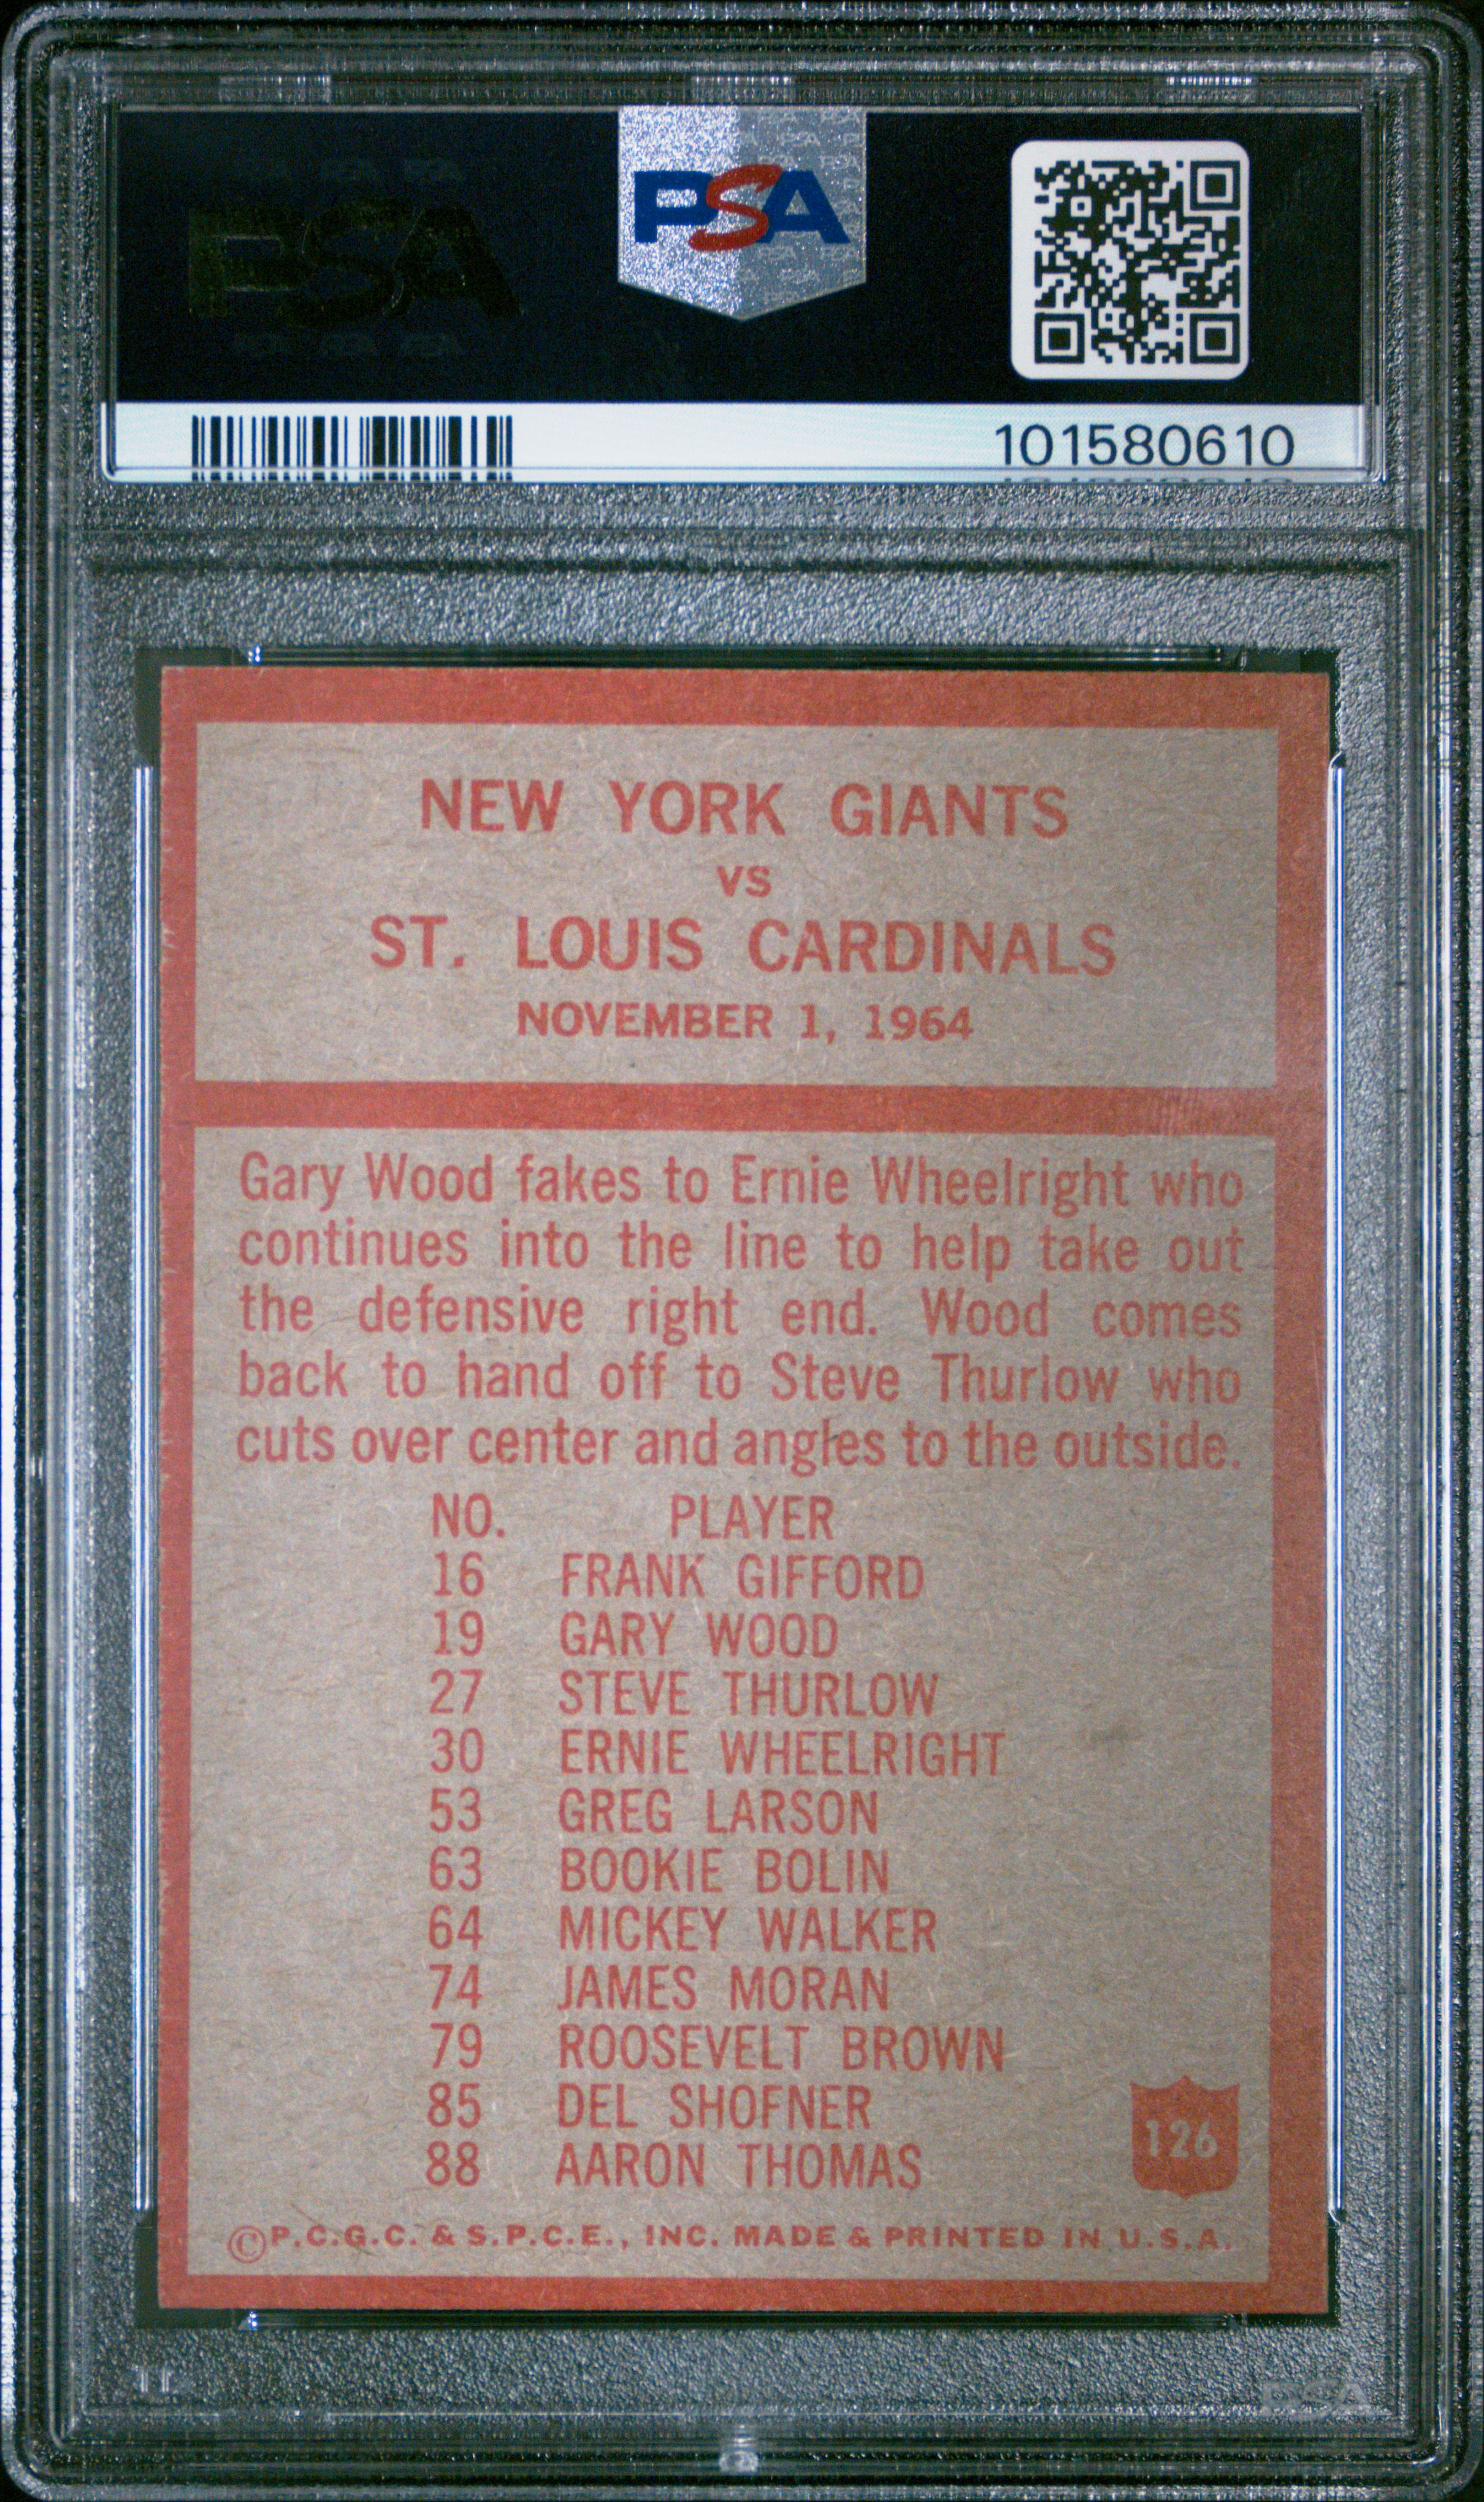 PSA
PSA
101580610
NEW YORK GIANTS
VS
ST. LOUIS CARDINALS
NOVEMBER 1, 1964
Gary Wood fakes to Ernie Wheelright who
continues into the line to help take out
the defensive right end. Wood comes
back to hand off to Steve Thurlow who
cuts over center and angles to the outside.
NO. PLAYER
16 FRANK GIFFORD
19 GARY WOOD
27 STEVE THURLOW
30 ERNIE WHEELRIGHT
53 GREG LARSON
63 BOOKIE BOLIN
64 MICKEY WALKER
74 JAMES MORAN
79 ROOSEVELT BROWN
85 DEL SHOFNER
88 AARON THOMAS
126
©P.C.G.C. & S.P.C.E., INC. MADE & PRINTED IN U.S.A.
PSA